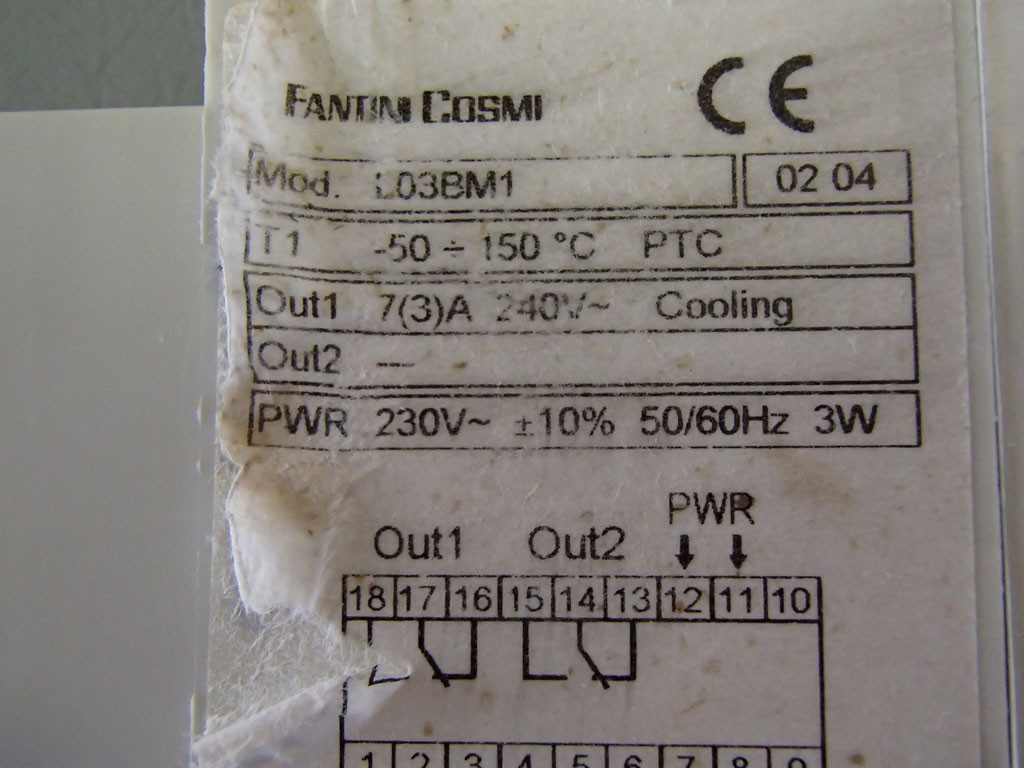 FANTINI COSMI CE
Mod. L03BM1 02 04
T1 -50 ÷ 150 °C PTC
Out1 7(3)A 240V~ Cooling
Out2 —
PWR 230V~ ±10% 50/60Hz 3W
PWR
Out1 Out2
18 17 16 15 14 13 12 11 10
1 2 3 4 5 6 7 8 9